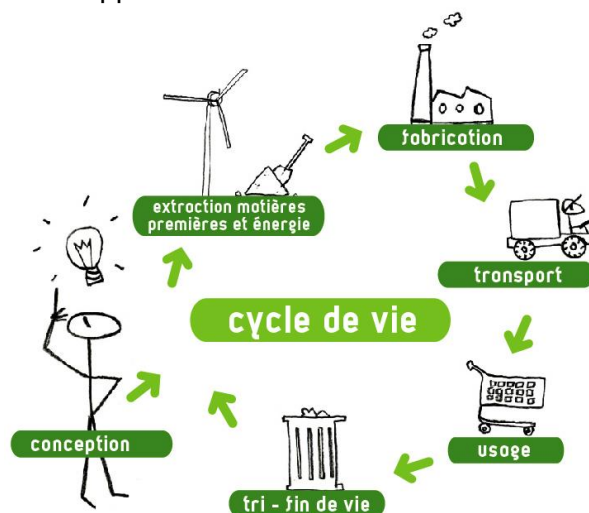 fabrication
extraction matières
premières et énergie
transport
cycle de vie
conception
usage
tri - fin de vie